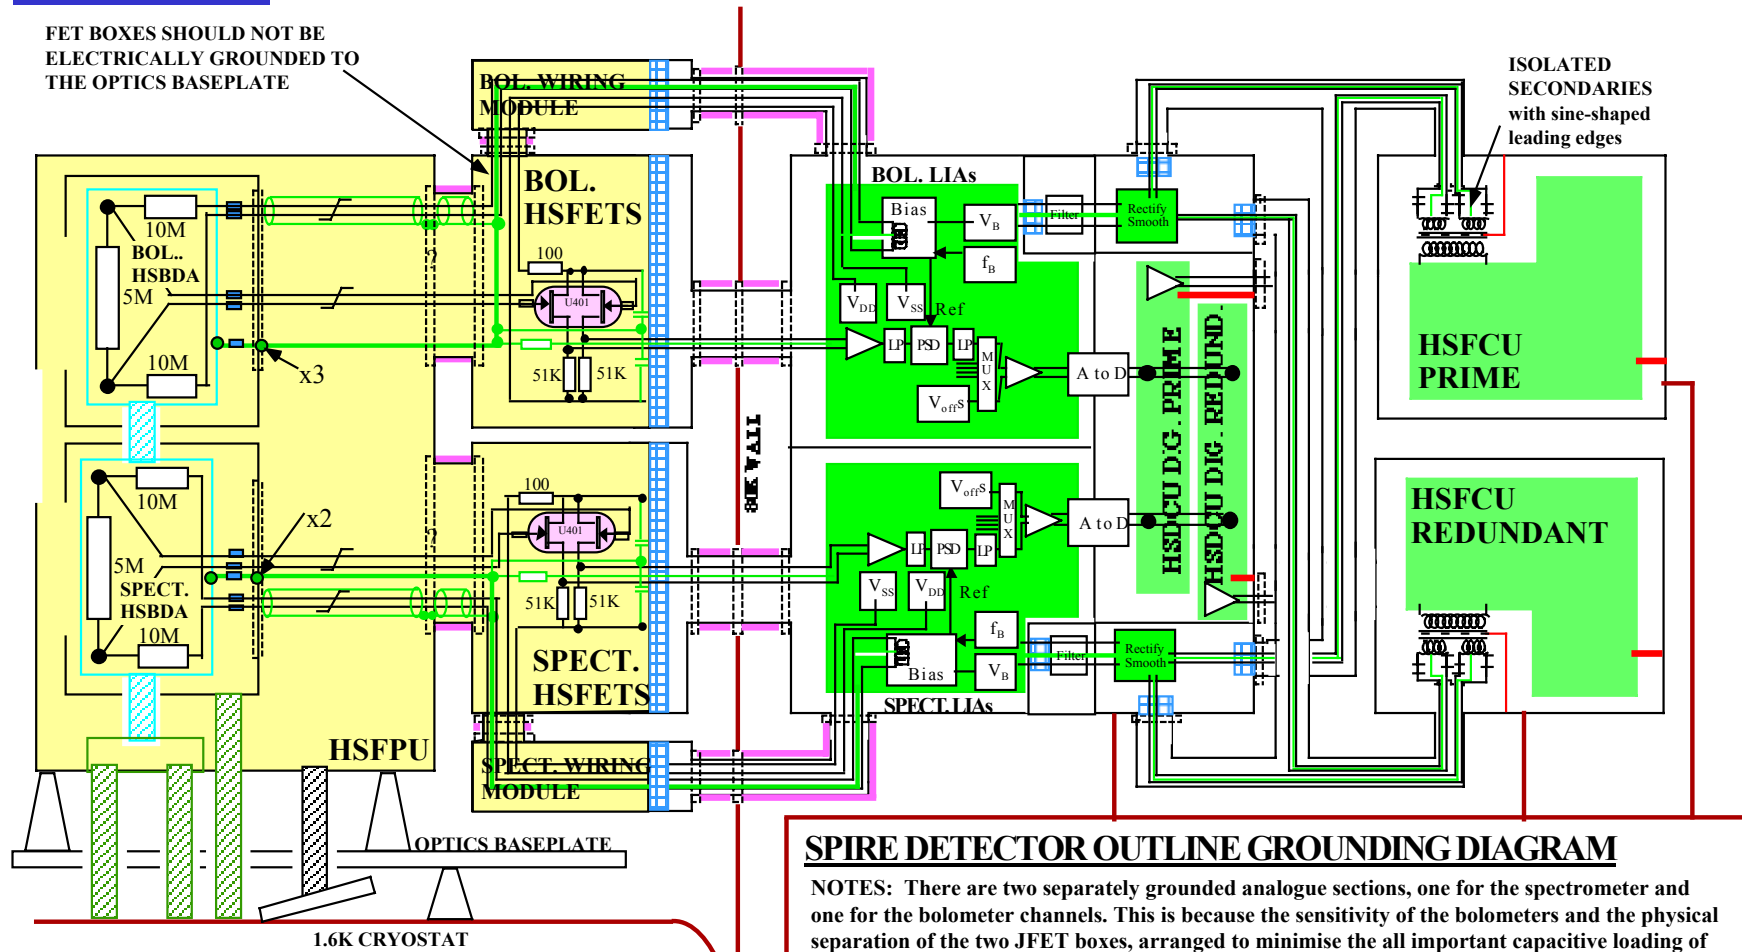 FET BOXES SHOULD NOT BE
ELECTRICALLY GROUNDED TO
THE OPTICS BASEPLATE
BOL. WIRING
MODULE
ISOLATED
SECONDARIES
with sine-shaped
leading edges
BOL.
HSFETS
BOL. LIAs
10M
BOL..
HSBDA
5M
10M
x3
100
U401
51K
51K
Bias
VB
fB
Filter
Rectify
Smooth
VDD
VSS
Ref
LP
PSD
LP
MUX
Voffs
A to D
HSDCU DIG. PRIME
HSDCU DIG. REDUND.
HSFCU
PRIME
10M
5M
SPECT.
HSBDA
10M
x2
100
U401
51K
51K
SPECT.
HSFETS
HSFPU
SPECT. WIRING
MODULE
Voffs
MUX
A to D
LP
PSD
LP
VSS
VDD
Ref
fB
Bias
VB
Filter
Rectify
Smooth
SPECT. LIAs
HSFCU
REDUNDANT
OPTICS BASEPLATE
1.6K CRYOSTAT
SPIRE DETECTOR OUTLINE GROUNDING DIAGRAM
NOTES: There are two separately grounded analogue sections, one for the spectrometer and
one for the bolometer channels. This is because the sensitivity of the bolometers and the physical
separation of the two JFET boxes, arranged to minimise the all important capacitive loading of